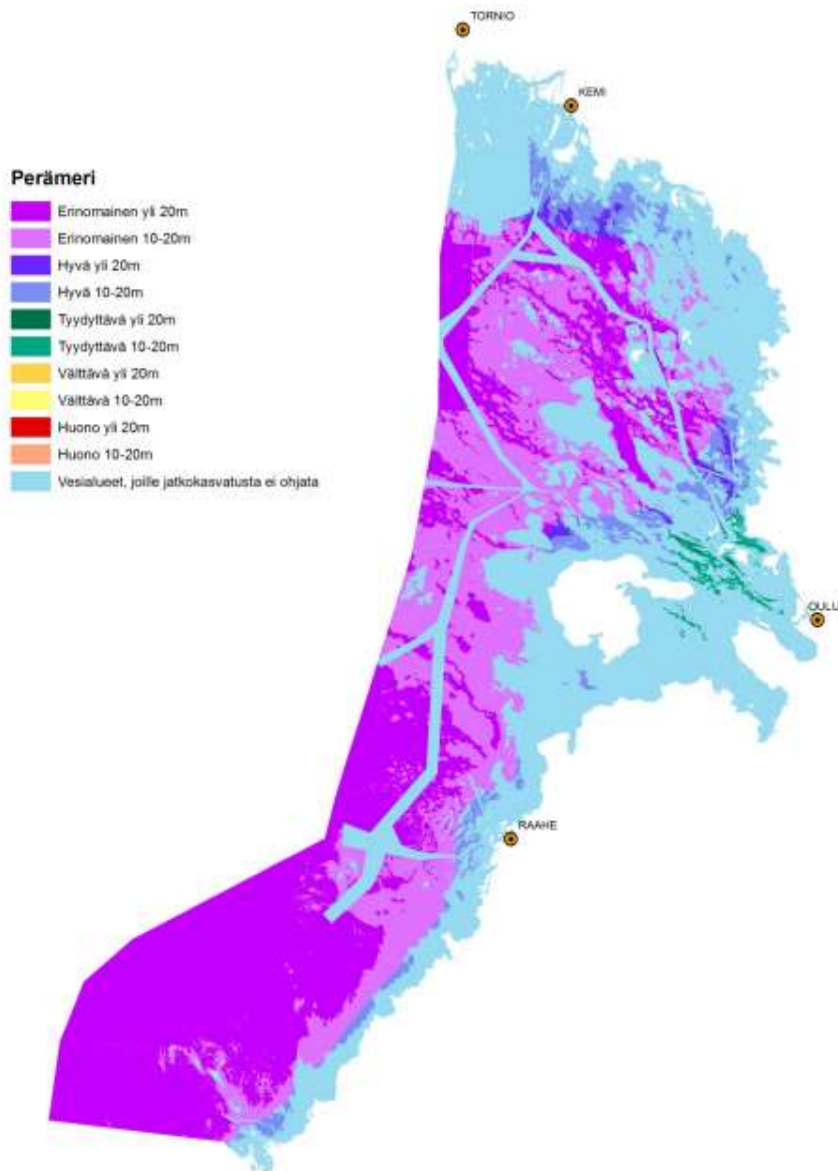 TORNIO
KEMI
Perämeri
Erinomainen yli 20m
Erinomainen 10-20m
Hyvä yli 20m
Hyvä 10-20m
Tyydyttävä yli 20m
Tyydyttävä 10-20m
Välttävä yli 20m
Välttävä 10-20m
Huono yli 20m
Huono 10-20m
Vesialueet, joille jatkokasvatusta ei ohjata
OULU
RAAHE